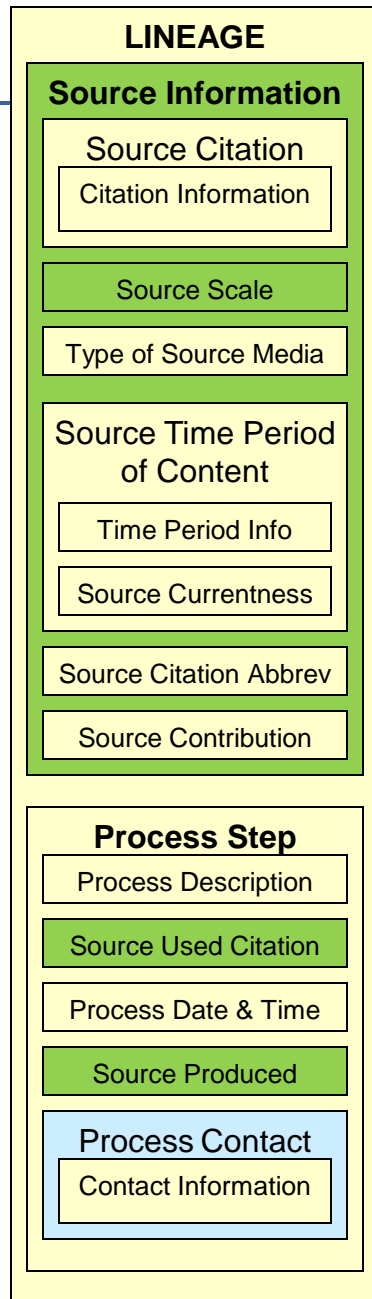 LINEAGE
Source Information
Source Citation
Citation Information
Source Scale
Type of Source Media
Source Time Period
of Content
Time Period Info
Source Currentness
Source Citation Abbrev
Source Contribution
Process Step
Process Description
Source Used Citation
Process Date & Time
Source Produced
Process Contact
Contact Information